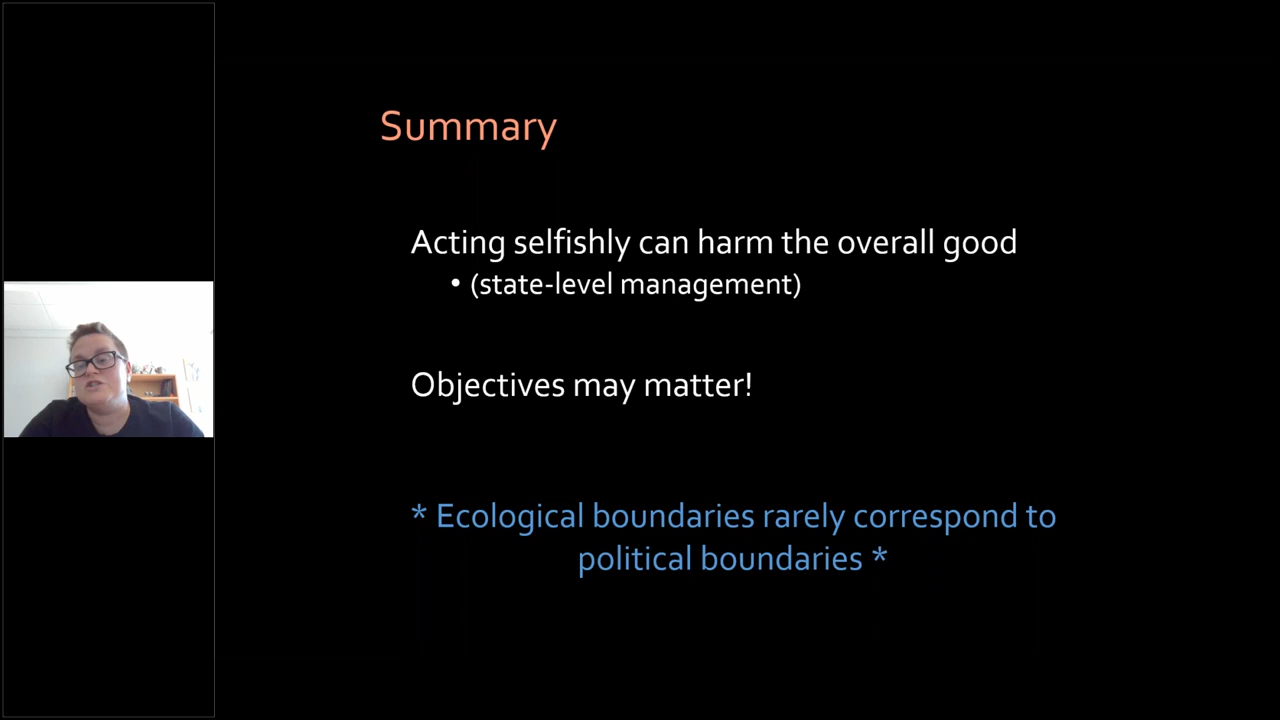 Summary
Acting selfishly can harm the overall good
• (state-level management)
Objectives may matter!
* Ecological boundaries rarely correspond to
political boundaries *